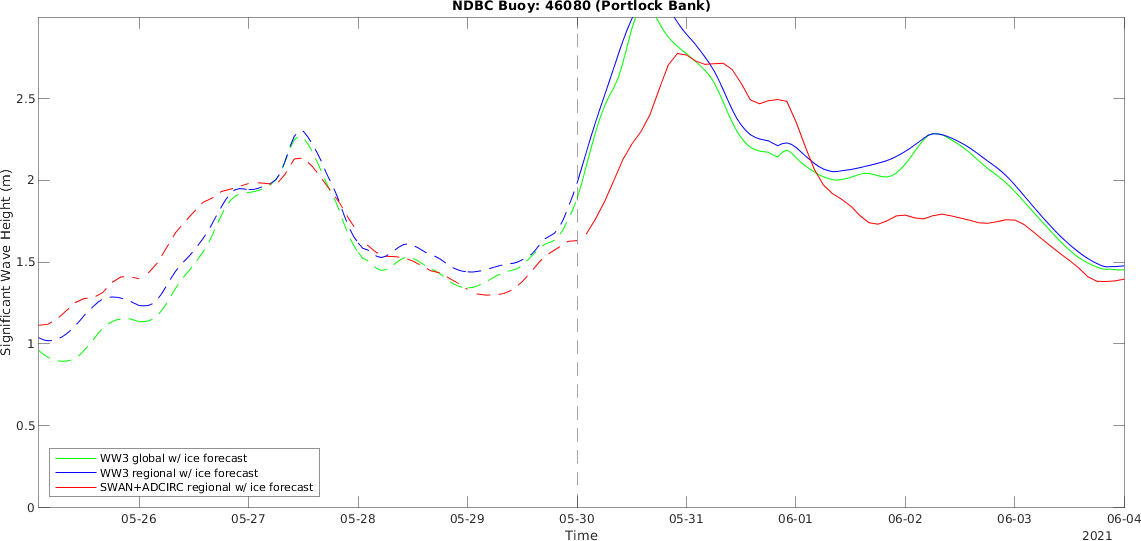 NDBC Buoy: 46080 (Portlock Bank)
Significant Wave Height (m)
2.5
2
1.5
1
0.5
0
WW3 global w/ ice forecast
WW3 regional w/ ice forecast
SWAN+ADCIRC regional w/ ice forecast
05-26 05-27 05-28 05-29 05-30 05-31 06-01 06-02 06-03 06-04
Time
2021